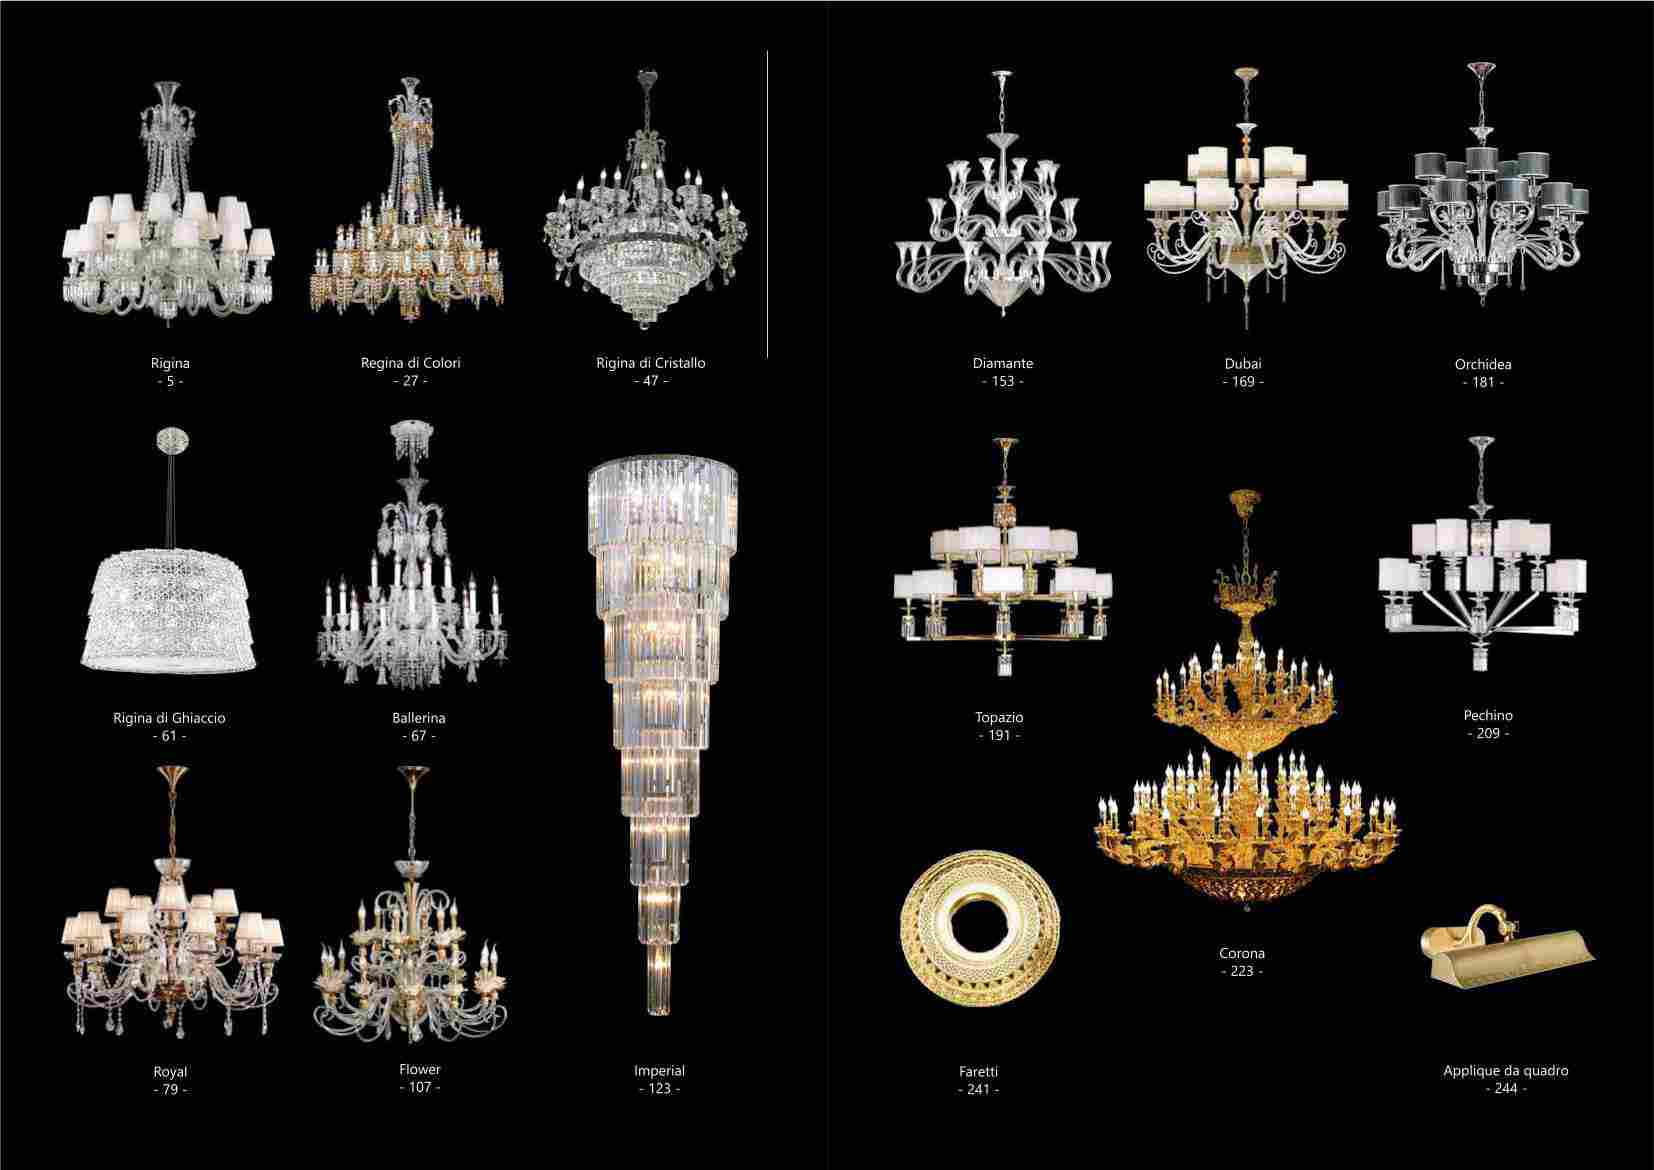 Rigina
- 5 -
Regina di Colori
- 27 -
Rigina di Cristallo
- 47 -
Rigina di Ghiaccio
- 61 -
Ballerina
- 67 -
Royal
- 79 -
Flower
- 107 -
Imperial
- 123 -
Diamante
- 153 -
Dubai
- 169 -
Orchidea
- 181 -
Topazio
- 191 -
Pechino
- 209 -
Corona
- 223 -
Faretti
- 241 -
Applique da quadro
- 244 -